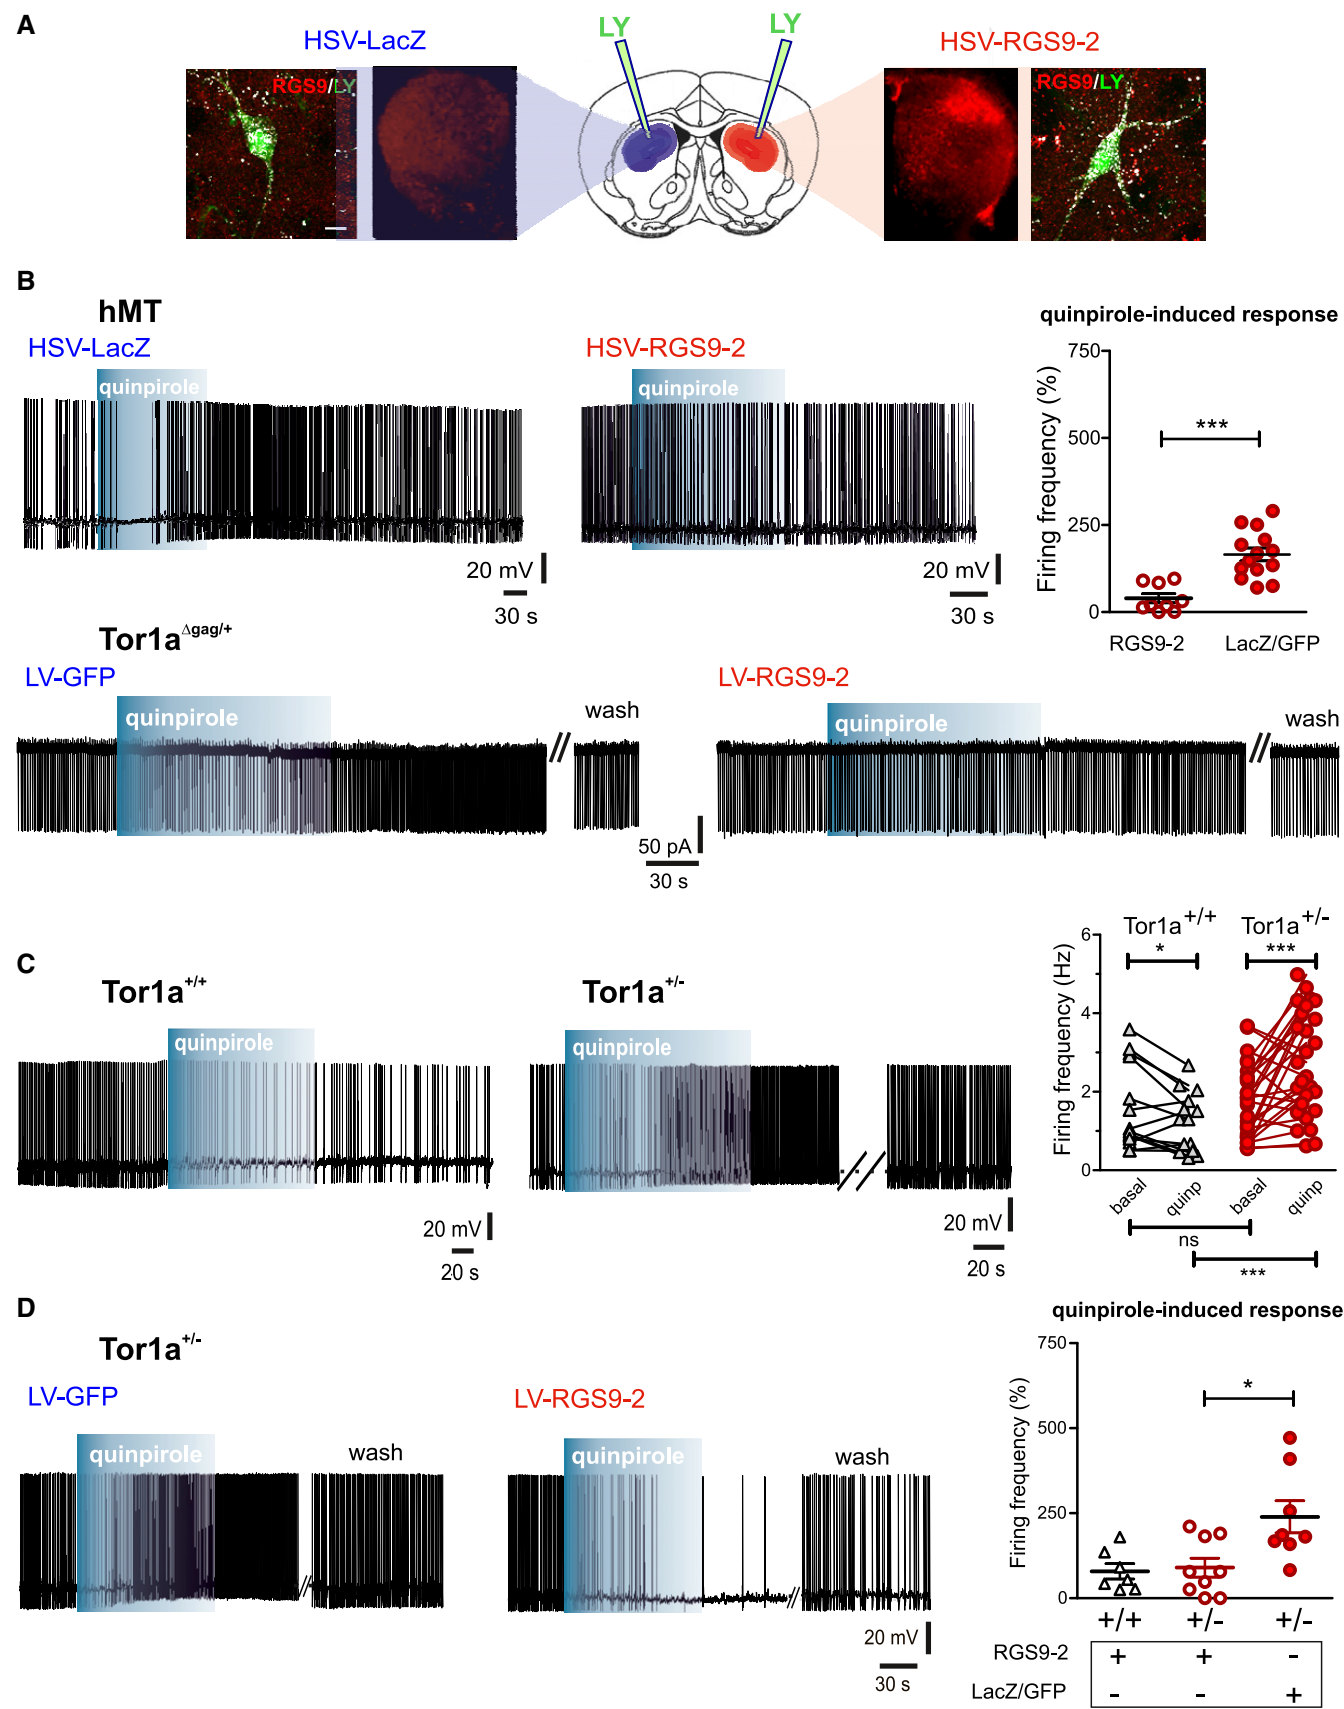 A
HSV-LacZ
LY
LY
HSV-RGS9-2
RGS9/LY
RGS9/LY
B
hMT
HSV-LacZ
HSV-RGS9-2
quinpirole-induced response
quinpirole
quinpirole
750
500
250
0
Firing frequency (%)
***
RGS9-2
LacZ/GFP
20 mV
30 s
20 mV
30 s
Tor1aΔgag/+
LV-GFP
LV-RGS9-2
quinpirole
wash
quinpirole
wash
50 pA
30 s
C
Tor1a+/+
Tor1a+/-
quinpirole
quinpirole
20 mV
20 s
20 mV
20 s
Tor1a+/+
Tor1a+/-
*
***
6
4
2
0
Firing frequency (Hz)
basal
quinp
basal
quinp
ns
***
D
Tor1a+/-
quinpirole-induced response
LV-GFP
LV-RGS9-2
quinpirole
wash
quinpirole
wash
20 mV
30 s
750
500
250
0
Firing frequency (%)
*
+/+
+/-
+/-
RGS9-2 + + -
LacZ/GFP - - +